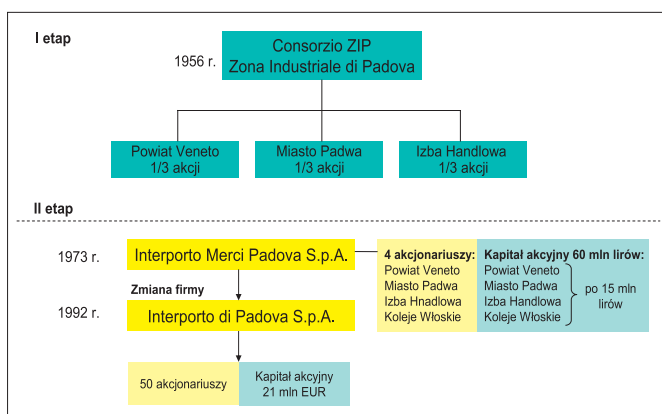 I etap
1956 r.
Consorzio ZIP
Zona Industriale di Padova
Powiat Veneto
1/3 akcji
Miasto Padwa
1/3 akcji
Izba Handlowa
1/3 akcji
II etap
1973 r.
Interporto Merci Padova S.p.A.
4 akcjonariuszy:
Powiat Veneto
Miasto Padwa
Izba Hnadlowa
Koleje Włoskie
Kapitał akcyjny 60 mln lirów:
Powiat Veneto
Miasto Padwa
Izba Handlowa
Koleje Włoskie
po 15 mln
lirów
Zmiana firmy
1992 r.
Interporto di Padova S.p.A.
50 akcjonariuszy
Kapitał akcyjny
21 mln EUR